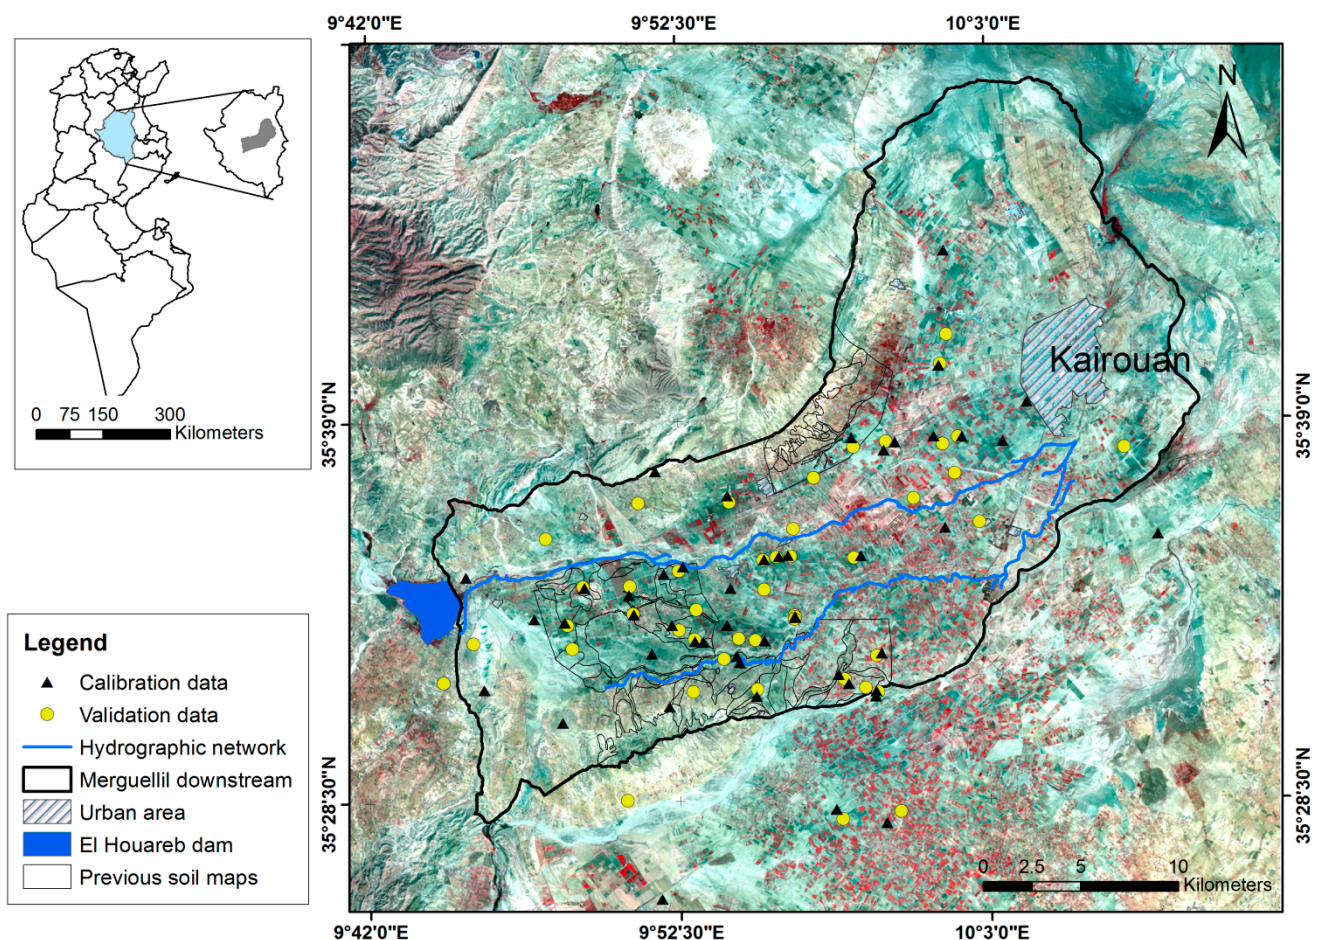 9°42'0"E
9°52'30"E
10°3'0"E
N
Kairouan
0 75 150 300
Kilometers
35°39'0"N
35°39'0"N
Legend
Calibration data
Validation data
Hydrographic network
Merguellil downstream
Urban area
El Houareb dam
Previous soil maps
35°28'30"N
35°28'30"N
0 2.5 5 10
Kilometers
9°42'0"E
9°52'30"E
10°3'0"E